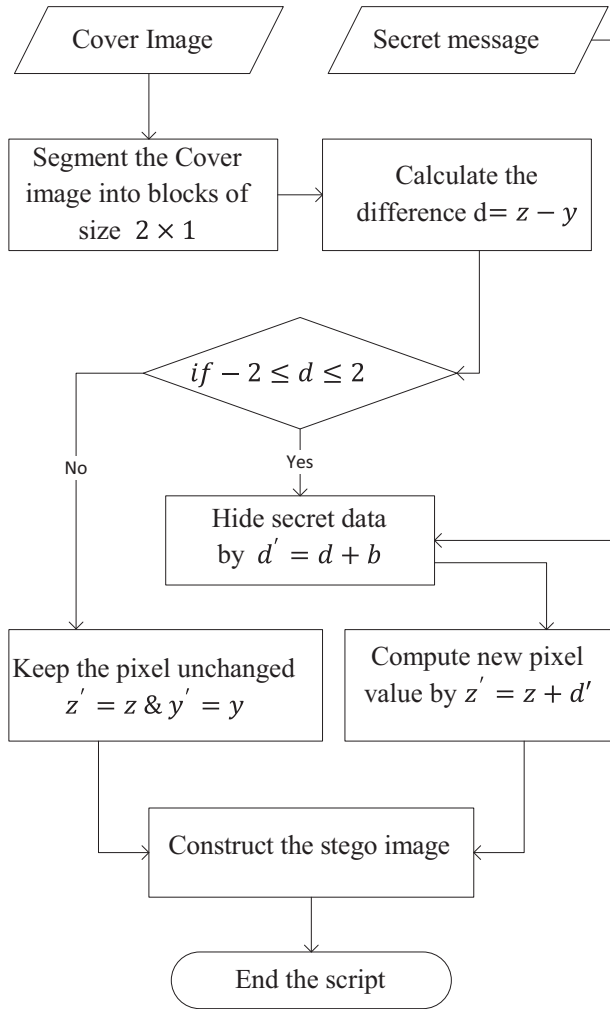 Cover Image
Secret message
Segment the Cover
image into blocks of
size 2 × 1
Calculate the
difference d= z − y
if − 2 ≤ d ≤ 2
No
Yes
Hide secret data
by d′ = d + b
Keep the pixel unchanged
z′ = z & y′ = y
Compute new pixel
value by z′ = z + d′
Construct the stego image
End the script